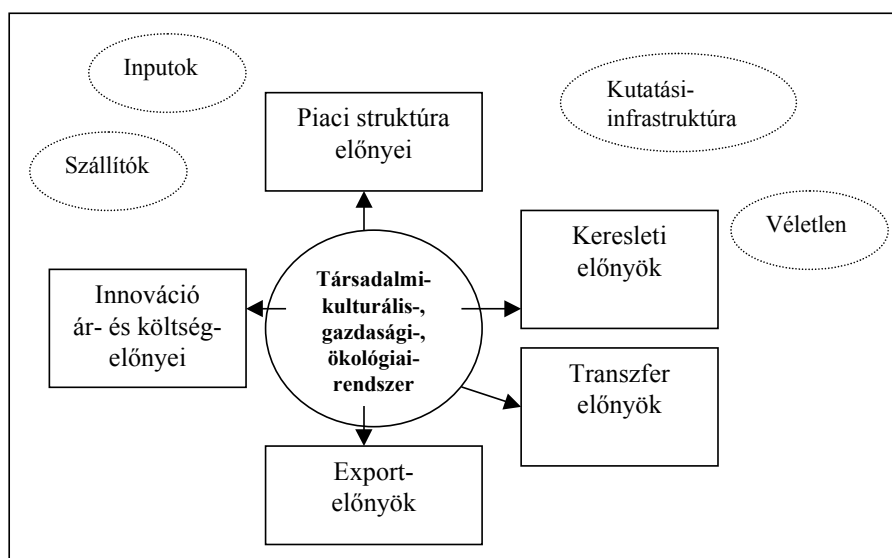 Inputok
Kutatási-
infrastruktúra
Piaci struktúra
előnyei
Szállítók
Keresleti
előnyök
Véletlen
Társadalmi-
kulturális-,
gazdasági-,
ökológiai-
rendszer
Innováció
ár- és költség-
előnyei
Transzfer
előnyök
Export-
előnyök